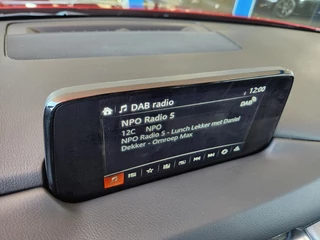 DAB radio 12:00
NPO Radio 5 DAB
12C NPO
NPO Radio 5 - Lunch Lekker met Daniel
Dekker - Omroep Max